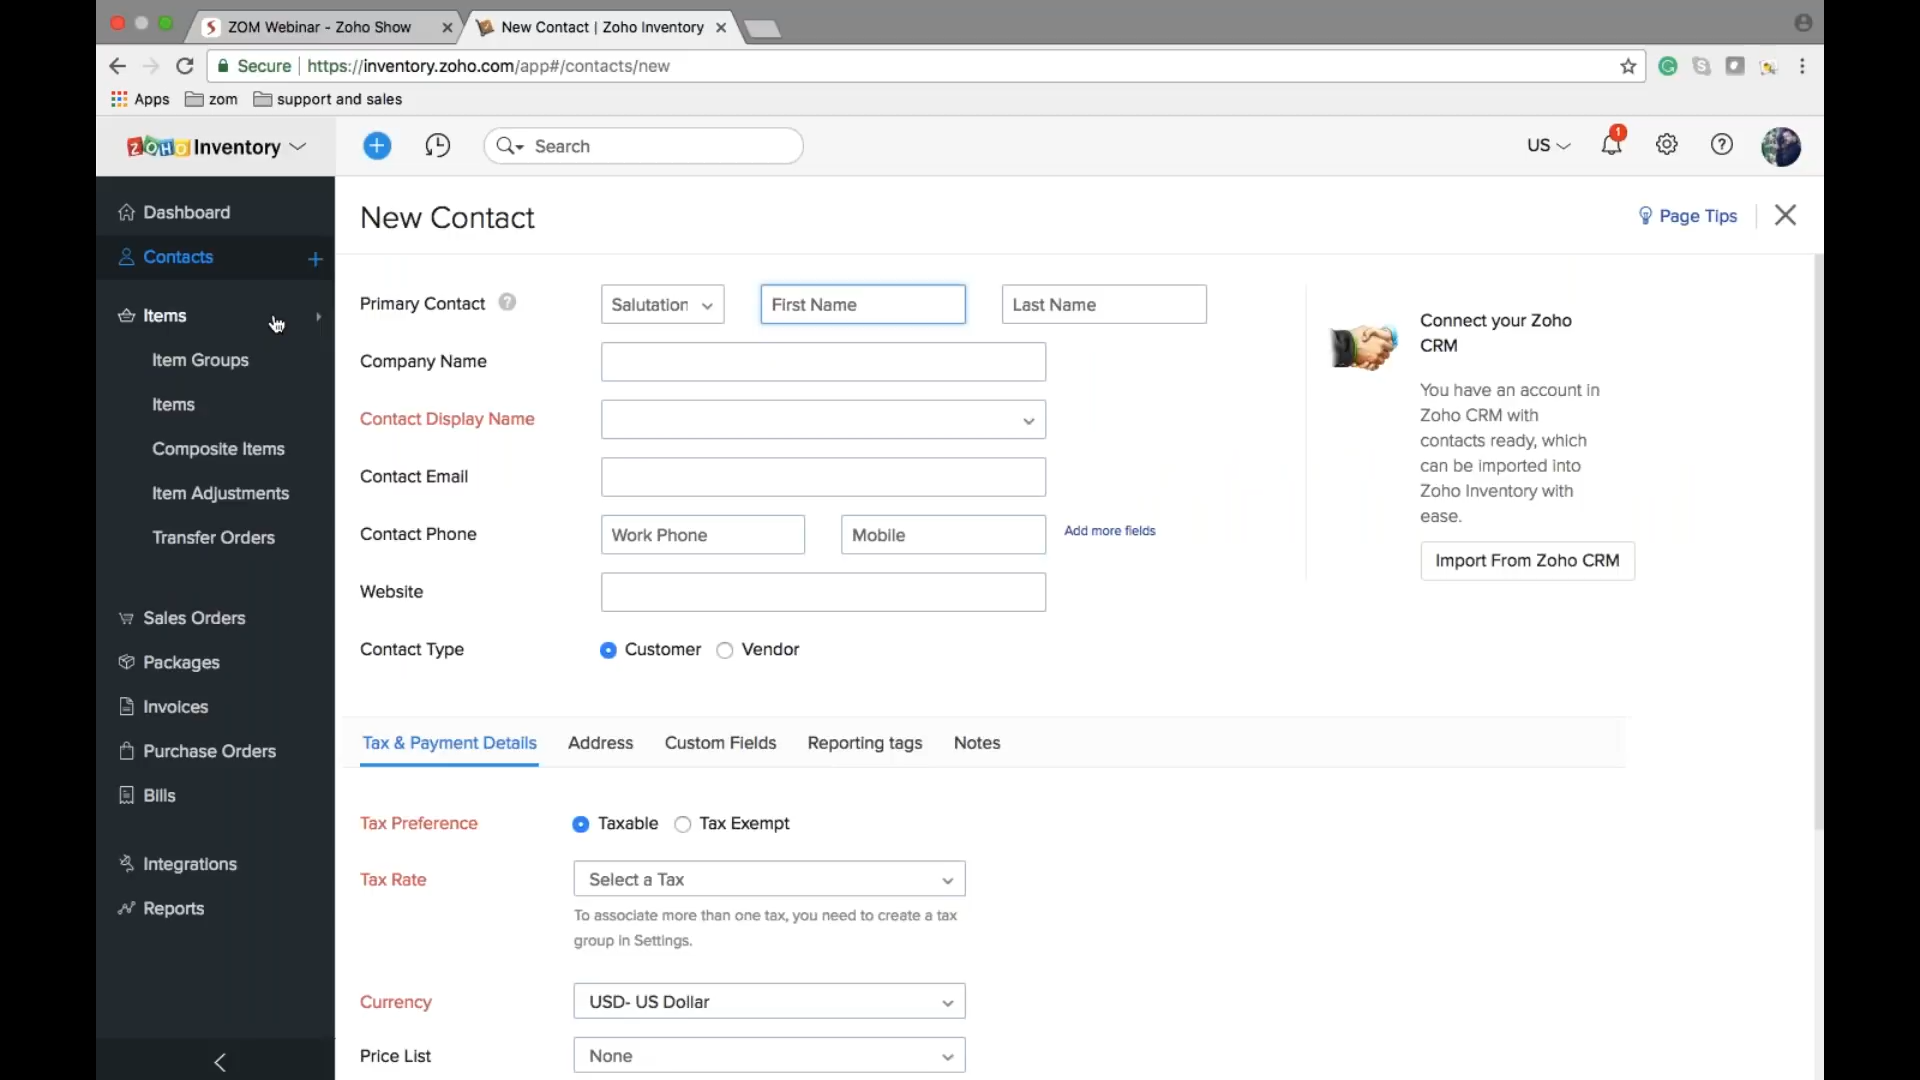 ZOM Webinar - Zoho Show
New Contact | Zoho Inventory
Secure https://inventory.zoho.com/app#/contacts/new
Apps zom support and sales
ZOHO Inventory
Search
US
1
Dashboard
Contacts
Items
Item Groups
Items
Composite Items
Item Adjustments
Transfer Orders
Sales Orders
Packages
Invoices
Purchase Orders
Bills
Integrations
Reports
New Contact
Page Tips
Primary Contact ?
Salutation
First Name
Last Name
Company Name
Contact Display Name
Contact Email
Contact Phone
Work Phone
Mobile
Add more fields
Website
Contact Type
Customer
Vendor
Connect your Zoho
CRM
You have an account in
Zoho CRM with
contacts ready, which
can be imported into
Zoho Inventory with
ease.
Import From Zoho CRM
Tax & Payment Details
Address
Custom Fields
Reporting tags
Notes
Tax Preference
Taxable
Tax Exempt
Tax Rate
Select a Tax
To associate more than one tax, you need to create a tax
group in Settings.
Currency
USD- US Dollar
Price List
None